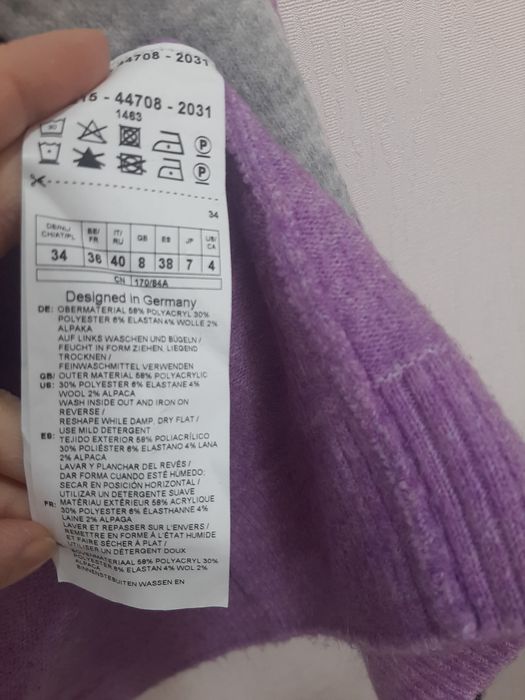 44708 - 2031
15 - 44708 - 2031
1463
P
P
34
DE/NL/ BE/ IT/ GB ES JP US/
CH/AT/PL FR RU CA
34 36 40 8 38 7 4
CN 170/84A
Designed in Germany
DE: OBERMATERIAL 58% POLYACRYL 30%
POLYESTER 6% ELASTAN 4% WOLLE 2%
ALPAKA
AUF LINKS WASCHEN UND BÜGELN /
FEUCHT IN FORM ZIEHEN, LIEGEND
TROCKNEN /
FEINWASCHMITTEL VERWENDEN
GB/ OUTER MATERIAL 58% POLYACRYLIC
US: 30% POLYESTER 6% ELASTANE 4%
WOOL 2% ALPACA
WASH INSIDE OUT AND IRON ON
REVERSE /
RESHAPE WHILE DAMP, DRY FLAT /
USE MILD DETERGENT
ES: TEJIDO EXTERIOR 58% POLIACRÍLICO
30% POLIÉSTER 6% ELASTANO 4% LANA
2% ALPACA
LAVAR Y PLANCHAR DEL REVÉS /
DAR FORMA CUANDO ESTÉ HÚMEDO;
SECAR EN POSICIÓN HORIZONTAL /
UTILIZAR UN DETERGENTE SUAVE
FR: MATÉRIAU EXTÉRIEUR 58% ACRYLIQUE
30% POLYESTER 6% ÉLASTHANNE 4%
LAINE 2% ALPAGA
LAVER ET REPASSER SUR L'ENVERS /
REMETTRE EN FORME À L'ÉTAT HUMIDE
ET FAIRE SÉCHER À PLAT /
UTILISER UN DÉTERGENT DOUX
BOVENMATERIAAL 58% POLYACRYL 30%
POLYESTER 6% ELASTAN 4% WOL 2%
ALPACA
BINNENSTEBUITEN WASSEN EN